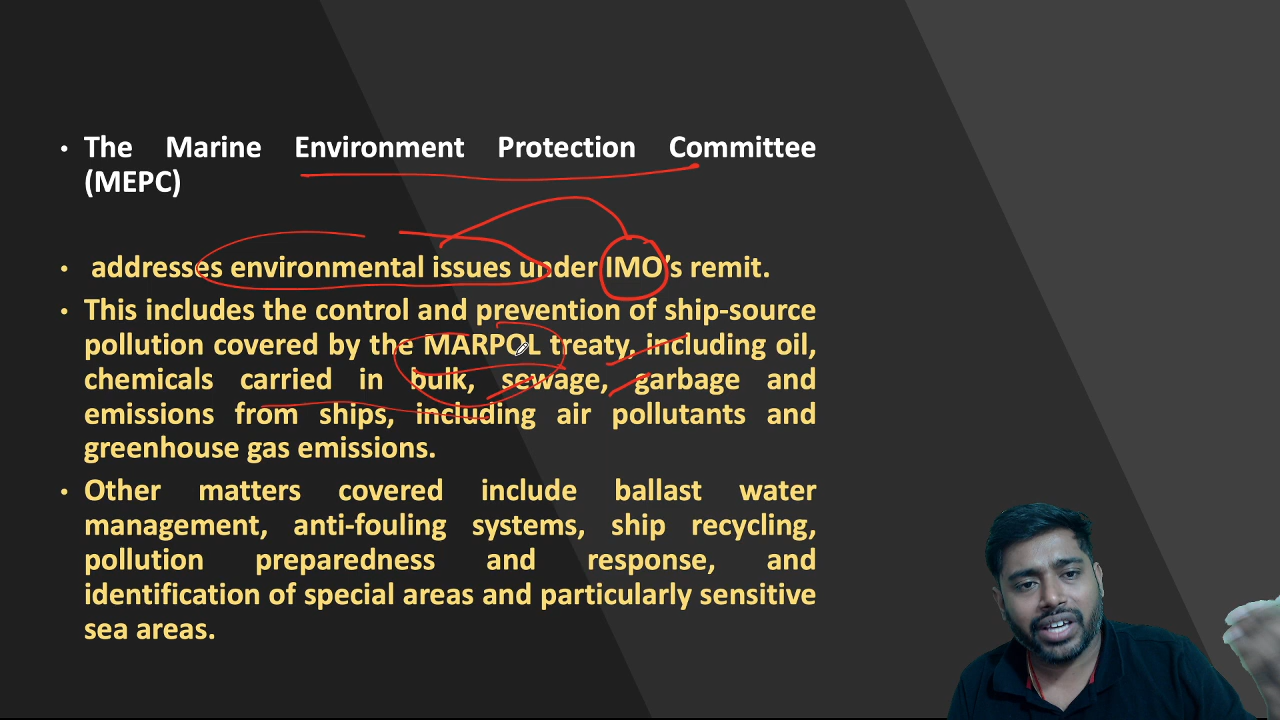 • The Marine Environment Protection Committee
(MEPC)
• addresses environmental issues under IMO's remit.
• This includes the control and prevention of ship-source
pollution covered by the MARPOL treaty, including oil,
chemicals carried in bulk, sewage, garbage and
emissions from ships, including air pollutants and
greenhouse gas emissions.
• Other matters covered include ballast water
management, anti-fouling systems, ship recycling,
pollution preparedness and response, and
identification of special areas and particularly sensitive
sea areas.